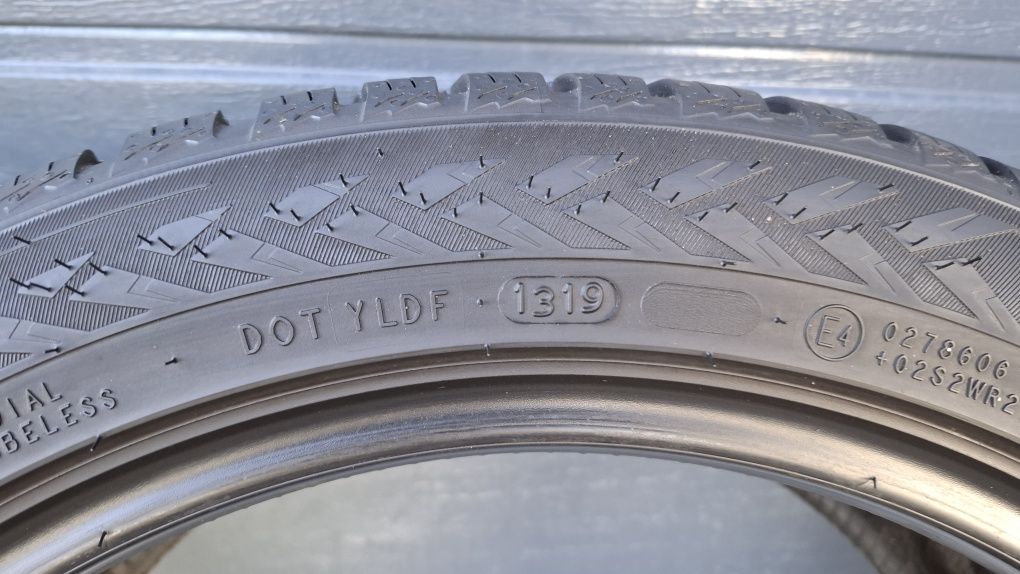 DIAL
BELESS
DOT YLDF 1319
E4
0278606
+02S2WR2